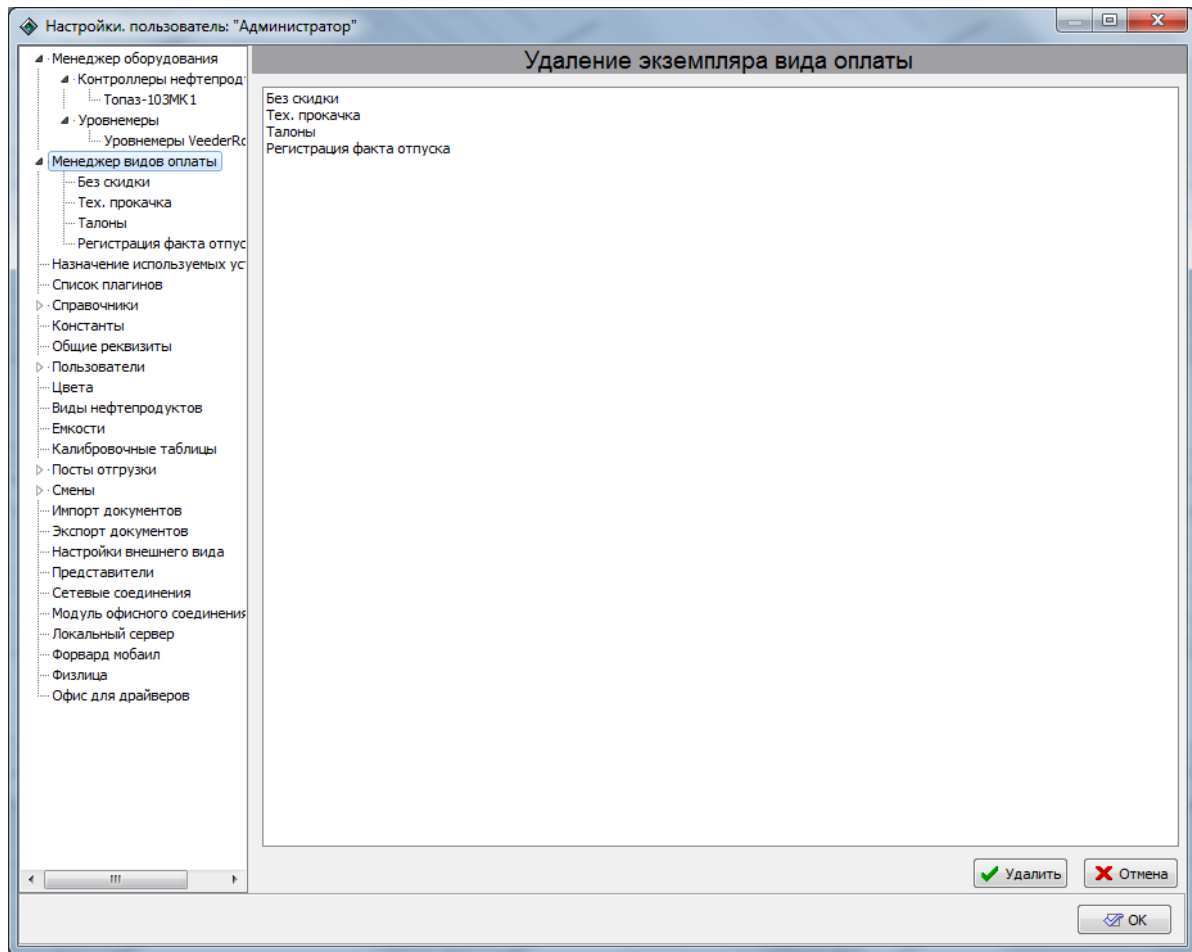 Настройки. пользователь: "Администратор"
Менеджер оборудования
Контроллеры нефтепрод
Топаз-103МК1
Уровнемеры
Уровнемеры VeederRo
Менеджер видов оплаты
Без скидки
Тех. прокачка
Талоны
Регистрация факта отпус
Назначение используемых ус
Список плагинов
Справочники
Константы
Общие реквизиты
Пользователи
Цвета
Виды нефтепродуктов
Емкости
Калибровочные таблицы
Посты отгрузки
Смены
Импорт документов
Экспорт документов
Настройки внешнего вида
Представители
Сетевые соединения
Модуль офисного соединения
Локальный сервер
Форвард мобаил
Физлица
Офис для драйверов
Удаление экземпляра вида оплаты
Без скидки
Тех. прокачка
Талоны
Регистрация факта отпуска
Удалить
Отмена
OK